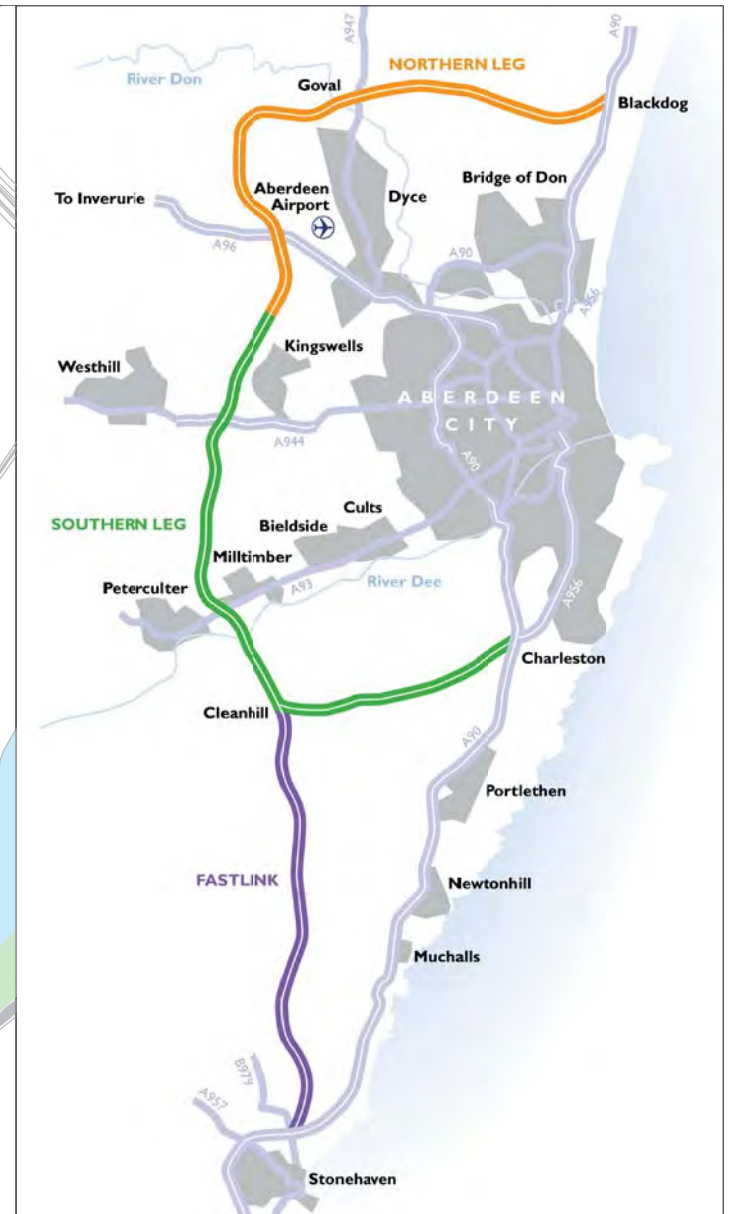 A947
A90
NORTHERN LEG
River Don
Goval
Blackdog
Bridge of Don
Aberdeen
Airport
Dyce
To Inverurie
A96
A90
A956
Kingswells
Westhill
ABERDEEN
CITY
A944
A90
Cults
SOUTHERN LEG
Bieldside
Milltimber
Peterculter
A93
River Dee
A956
Charleston
Cleanhill
A90
Portlethen
FASTLINK
Newtonhill
Muchalls
B979
A957
Stonehaven